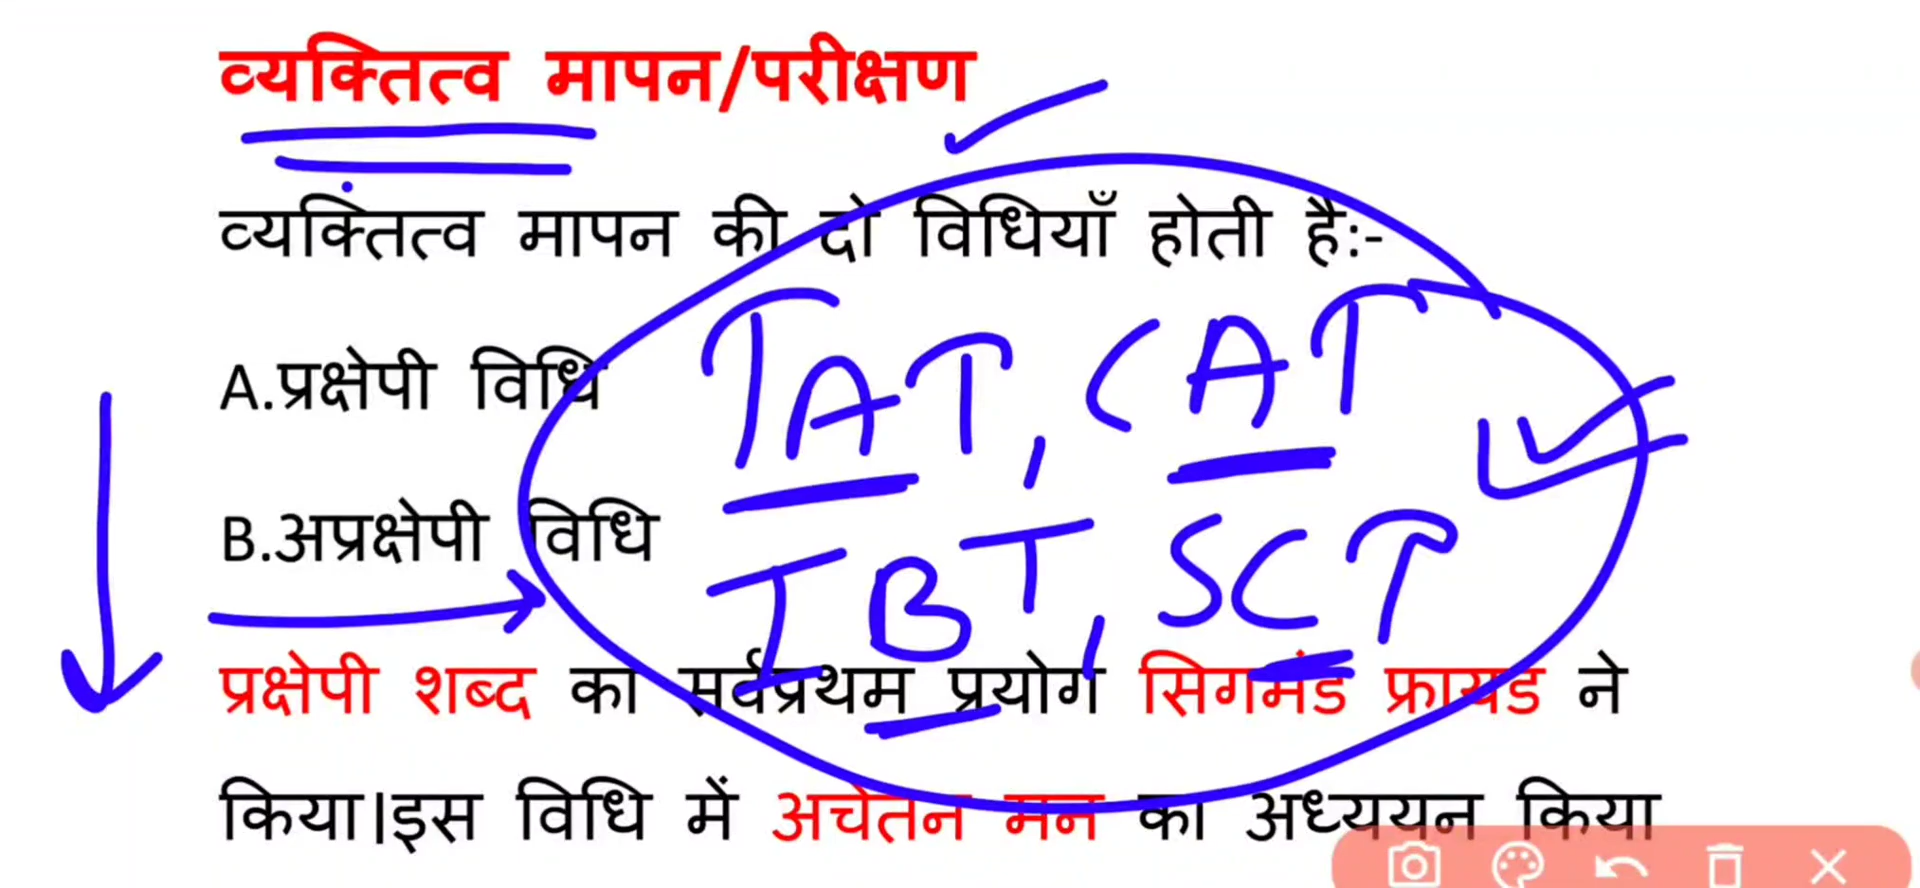 व्यक्तित्व मापन/परीक्षण
व्यक्तित्व मापन की दो विधियाँ होती है:-
A.प्रक्षेपी विधि
TAT, CAT
B.अप्रक्षेपी विधि
IBT, SCT
प्रक्षेपी शब्द का सर्वप्रथम प्रयोग सिगमंड फ्रायड ने
किया।इस विधि में अचेतन मन का अध्ययन किया